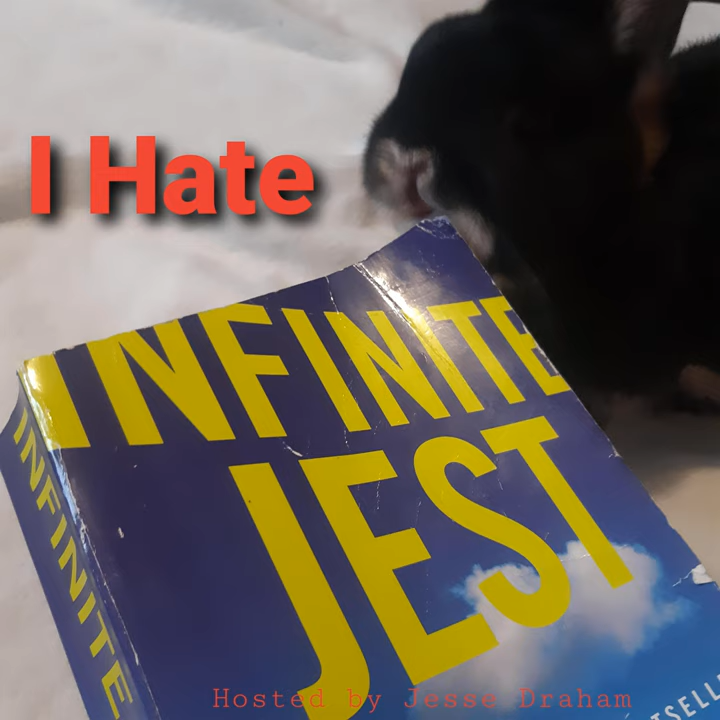 I Hate
INFINITE
JEST
INFINITE
Hosted by Jesse Draham